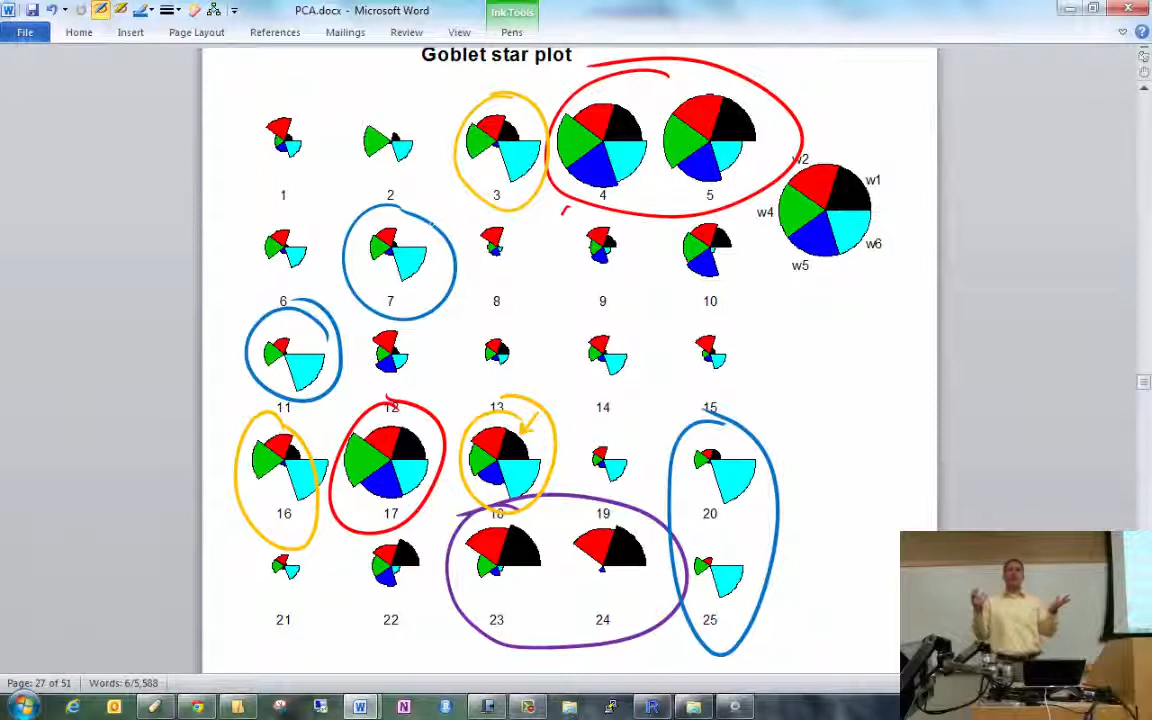 PCA.docx - Microsoft Word
Ink Tools
File Home Insert Page Layout References Mailings Review View Pens
Goblet star plot
1 2 3 4 5
w2
w1
w4
w6
w5
6 7 8 9 10
11 12 13 14 15
16 17 18 19 20
21 22 23 24 25
Page: 27 of 51 Words: 6/5,588